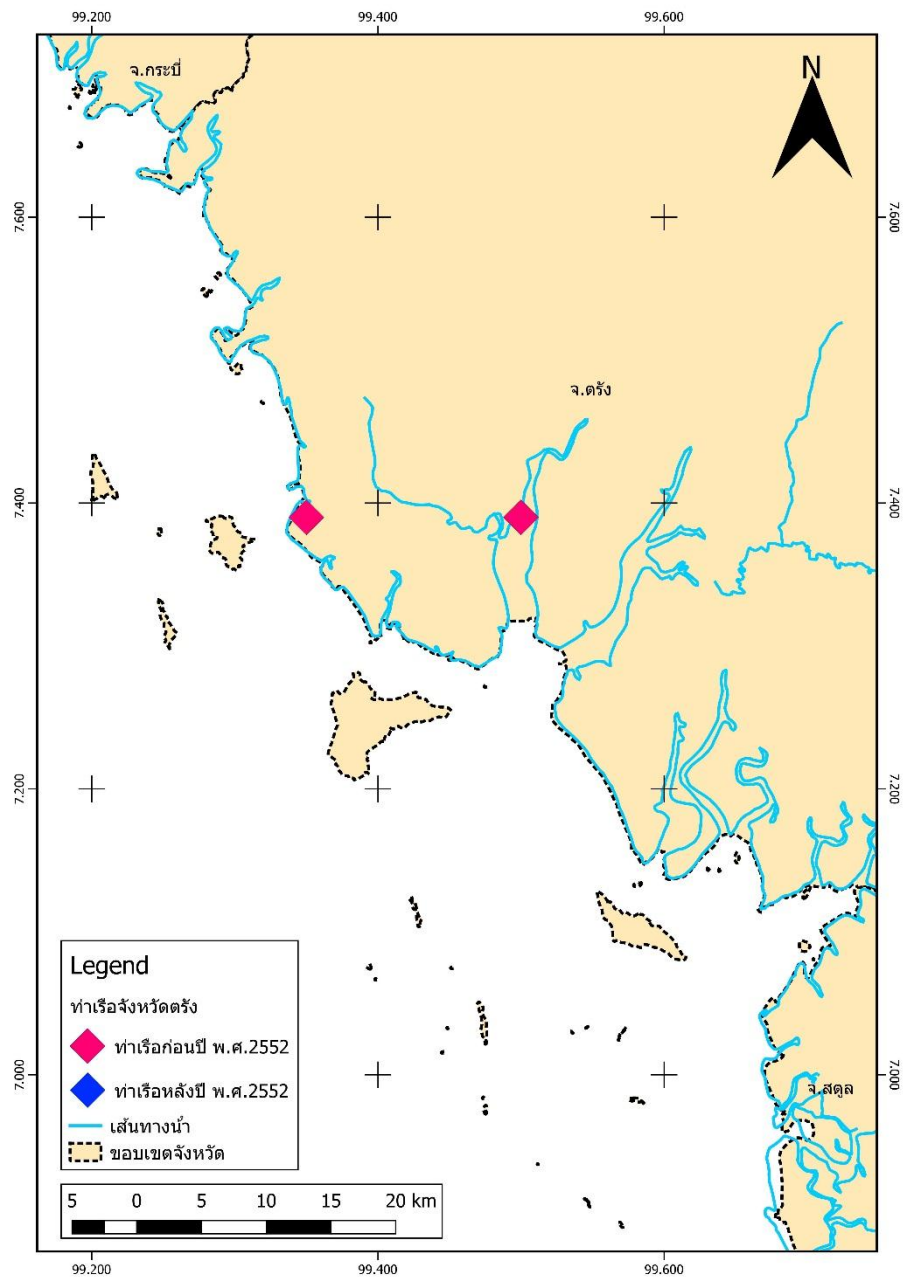 99.200 99.400 99.600
จ.กระบี่
N
7.600 7.600
จ.ตรัง
7.400 7.400
7.200 7.200
Legend
ท่าเรือจังหวัดตรัง
ท่าเรือก่อนปี พ.ศ.2552
ท่าเรือหลังปี พ.ศ.2552
เส้นทางน้ำ
ขอบเขตจังหวัด
7.000 7.000
จ.สตูล
5 0 5 10 15 20 km
99.200 99.400 99.600